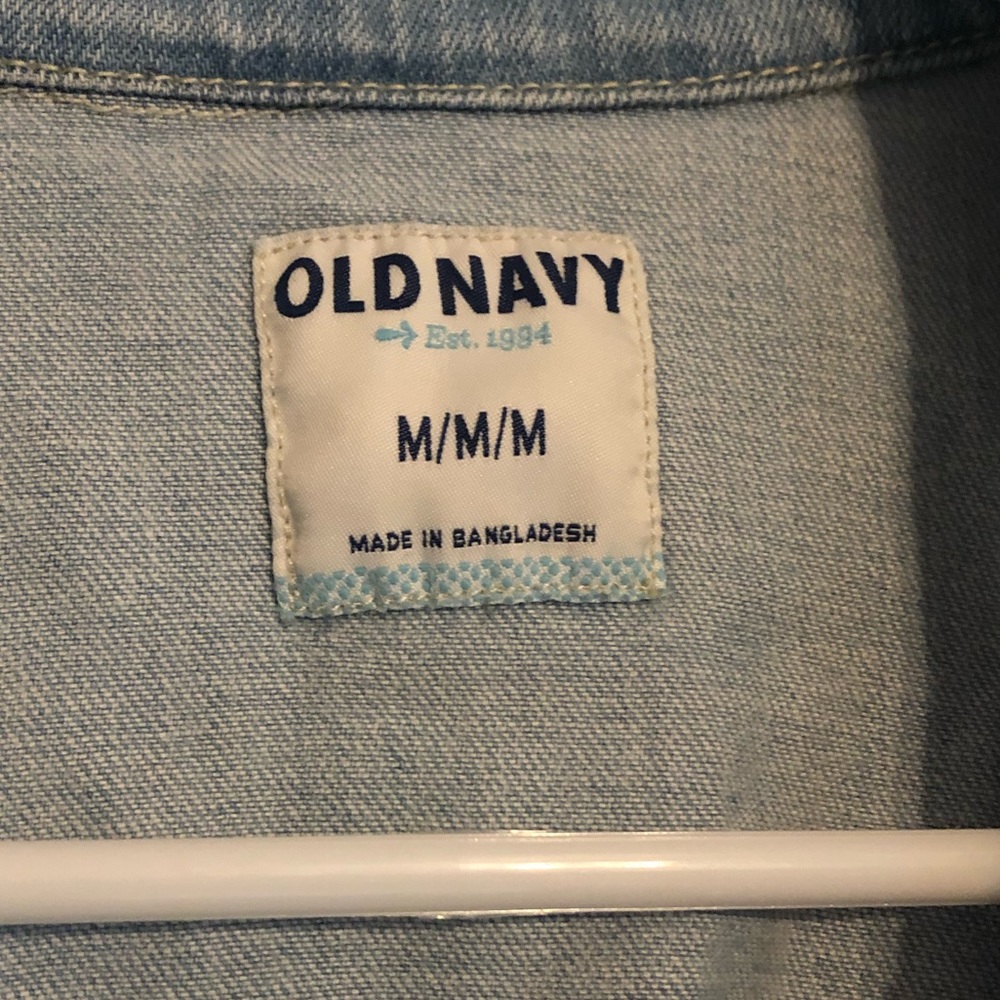 OLD NAVY
Est. 1994
M/M/M
MADE IN BANGLADESH